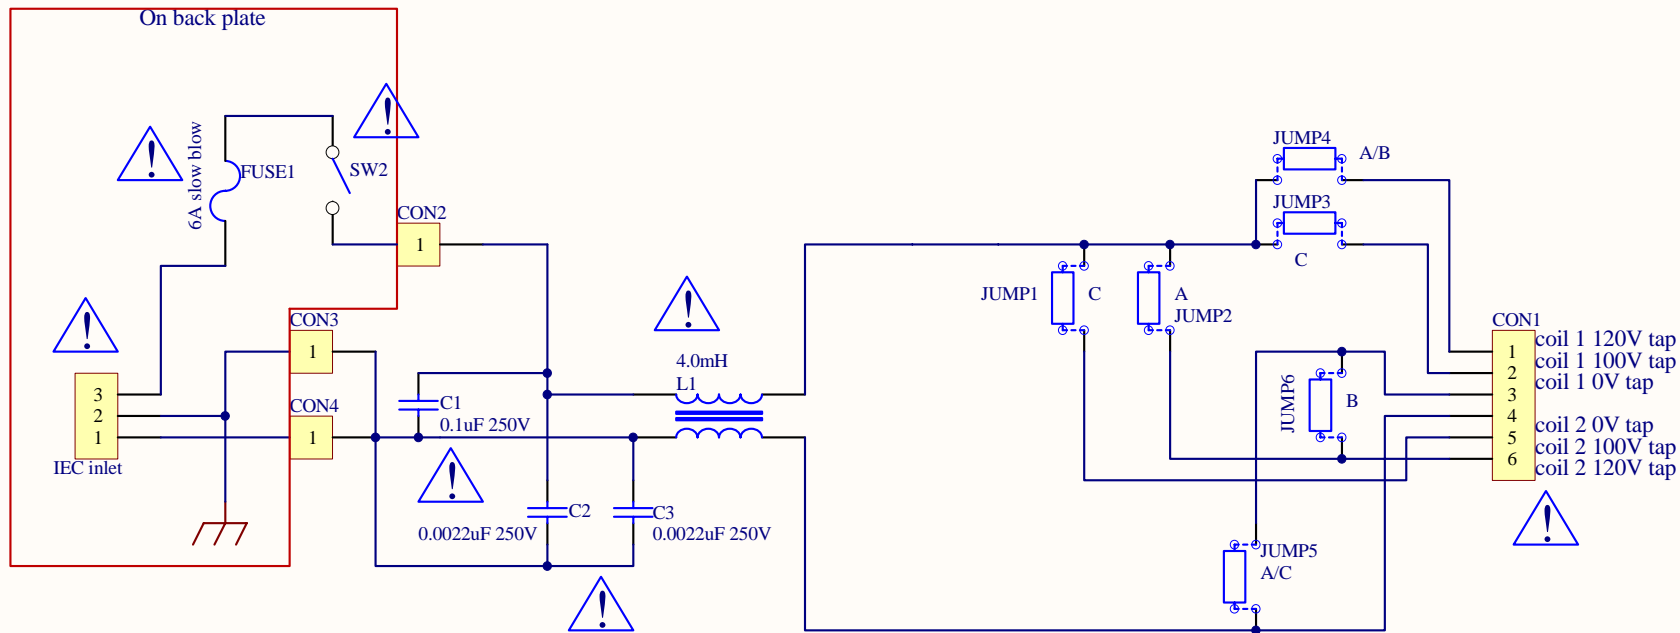 On back plate
6A slow blow
FUSE1
SW2
CON2
1
CON3
1
CON4
1
3
2
1
IEC inlet
C1
0.1uF 250V
4.0mH
L1
C2
0.0022uF 250V
C3
0.0022uF 250V
JUMP4
A/B
JUMP3
C
JUMP1
C
A
JUMP2
JUMP6
B
JUMP5
A/C
CON1
1
2
3
4
5
6
coil 1 120V tap
coil 1 100V tap
coil 1 0V tap
coil 2 0V tap
coil 2 100V tap
coil 2 120V tap
!
!
!
!
!
!
!